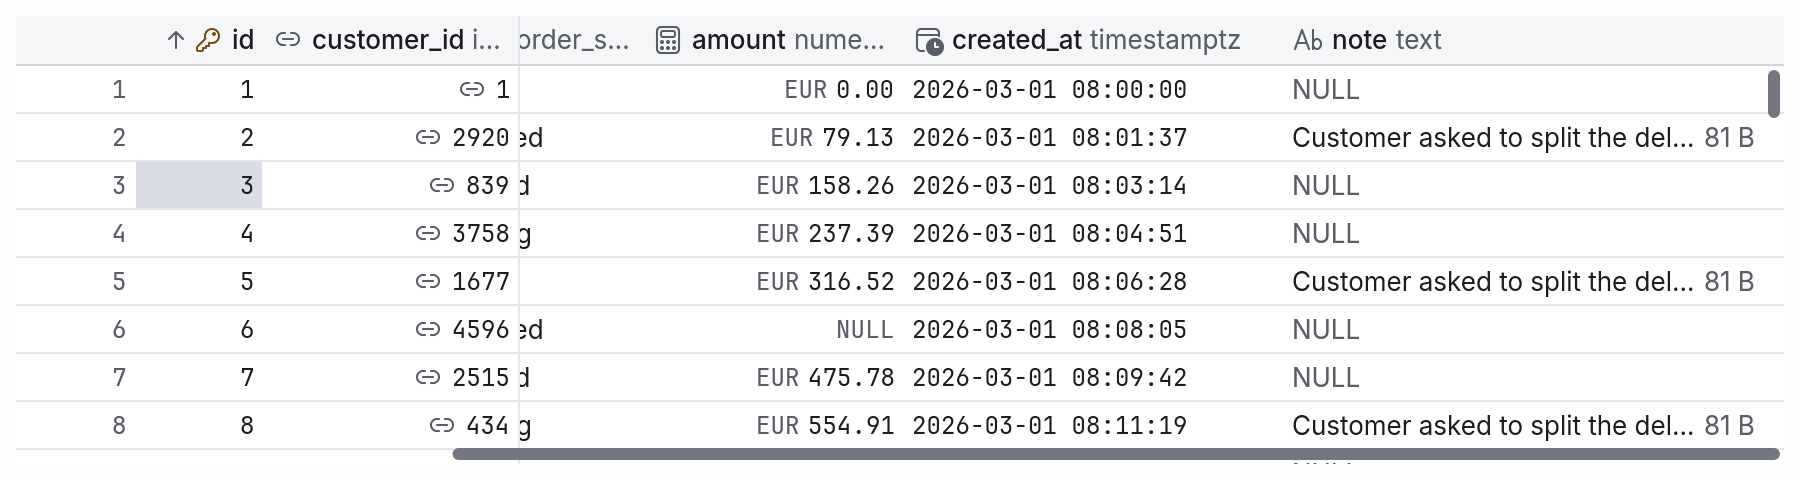 id customer_id i... order_s... amount nume... created_at timestamptz Ab note text
1 1 1 EUR 0.00 2026-03-01 08:00:00 NULL
2 2 2920 ed EUR 79.13 2026-03-01 08:01:37 Customer asked to split the del... 81 B
3 3 839 d EUR 158.26 2026-03-01 08:03:14 NULL
4 4 3758 g EUR 237.39 2026-03-01 08:04:51 NULL
5 5 1677 EUR 316.52 2026-03-01 08:06:28 Customer asked to split the del... 81 B
6 6 4596 ed NULL 2026-03-01 08:08:05 NULL
7 7 2515 d EUR 475.78 2026-03-01 08:09:42 NULL
8 8 434 g EUR 554.91 2026-03-01 08:11:19 Customer asked to split the del... 81 B